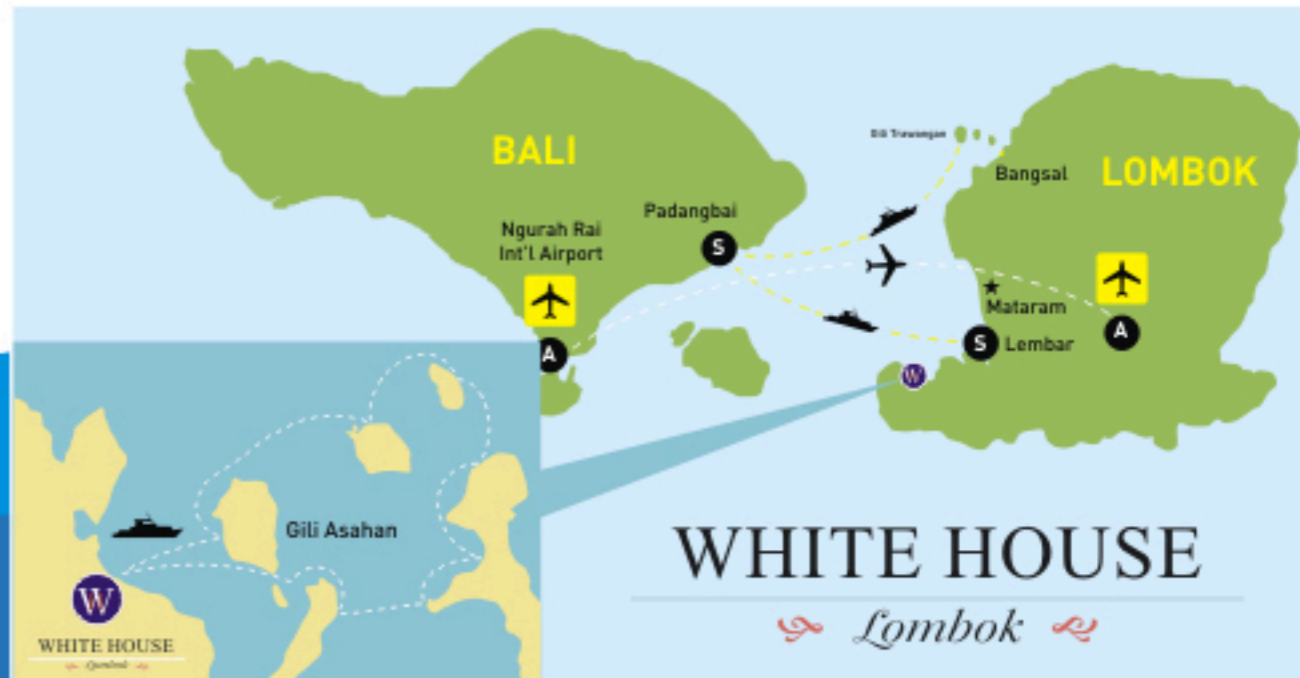 BALI
LOMBOK
Gili Trawangan
Bangsal
Padangbai
S
Ngurah Rai
Int'l Airport
A
Mataram
S
Lembar
A
W
Gili Asahan
W
WHITE HOUSE
Lombok
WHITE HOUSE
Lombok